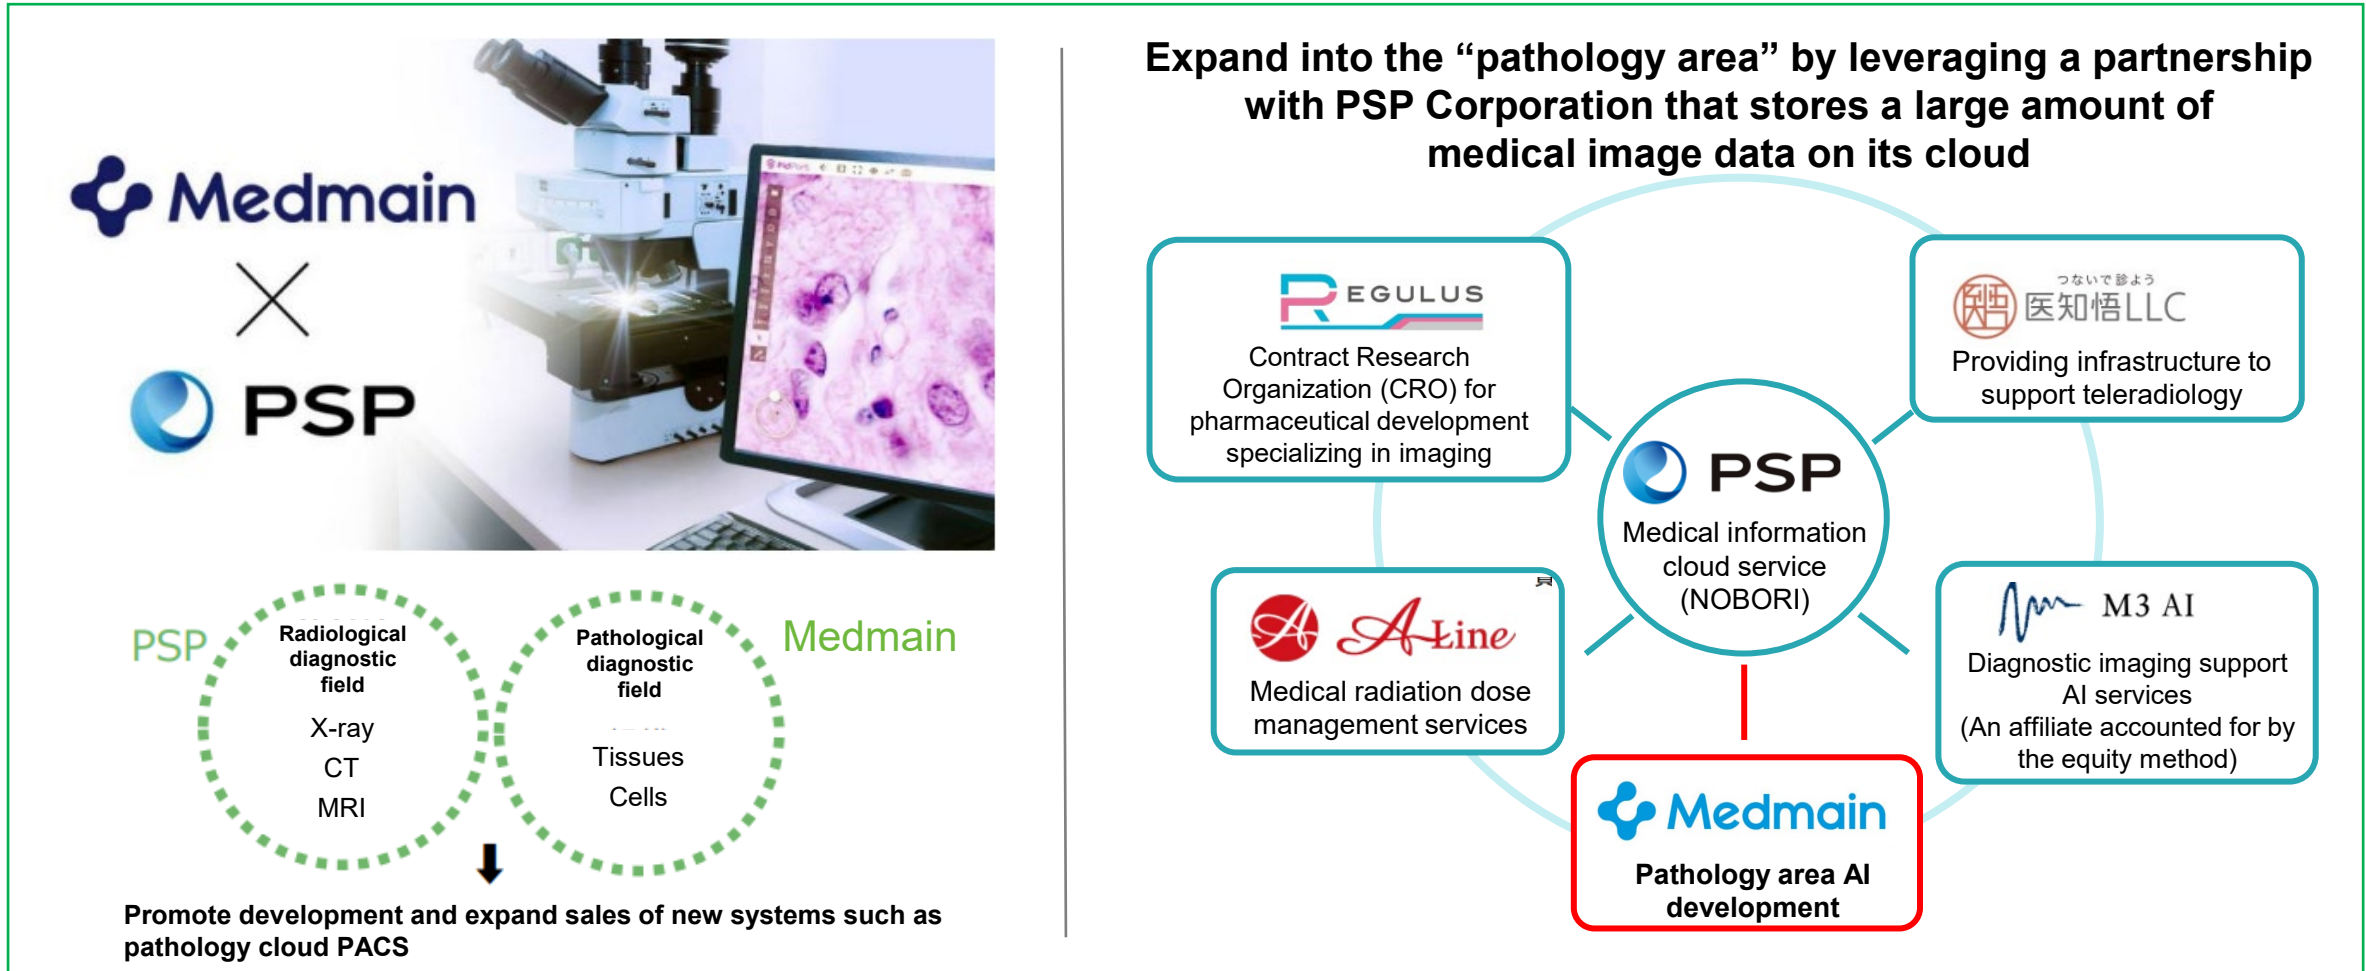 Medmain
PSP
PSP
Radiological
diagnostic
field
X-ray
CT
MRI
Pathological
diagnostic
field
Tissues
Cells
Medmain
Promote development and expand sales of new systems such as
pathology cloud PACS
Expand into the “pathology area” by leveraging a partnership
with PSP Corporation that stores a large amount of
medical image data on its cloud
REGULUS
Contract Research
Organization (CRO) for
pharmaceutical development
specializing in imaging
つないで診よう
医知悟LLC
Providing infrastructure to
support teleradiology
PSP
Medical information
cloud service
(NOBORI)
A-Line
Medical radiation dose
management services
M3 AI
Diagnostic imaging support
AI services
(An affiliate accounted for by
the equity method)
Medmain
Pathology area AI
development